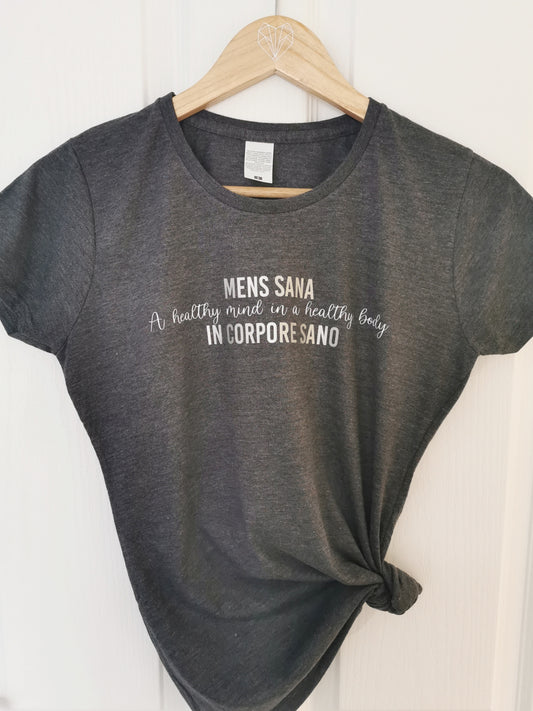 MENS SANA
A healthy mind in a healthy body
IN CORPORE SANO